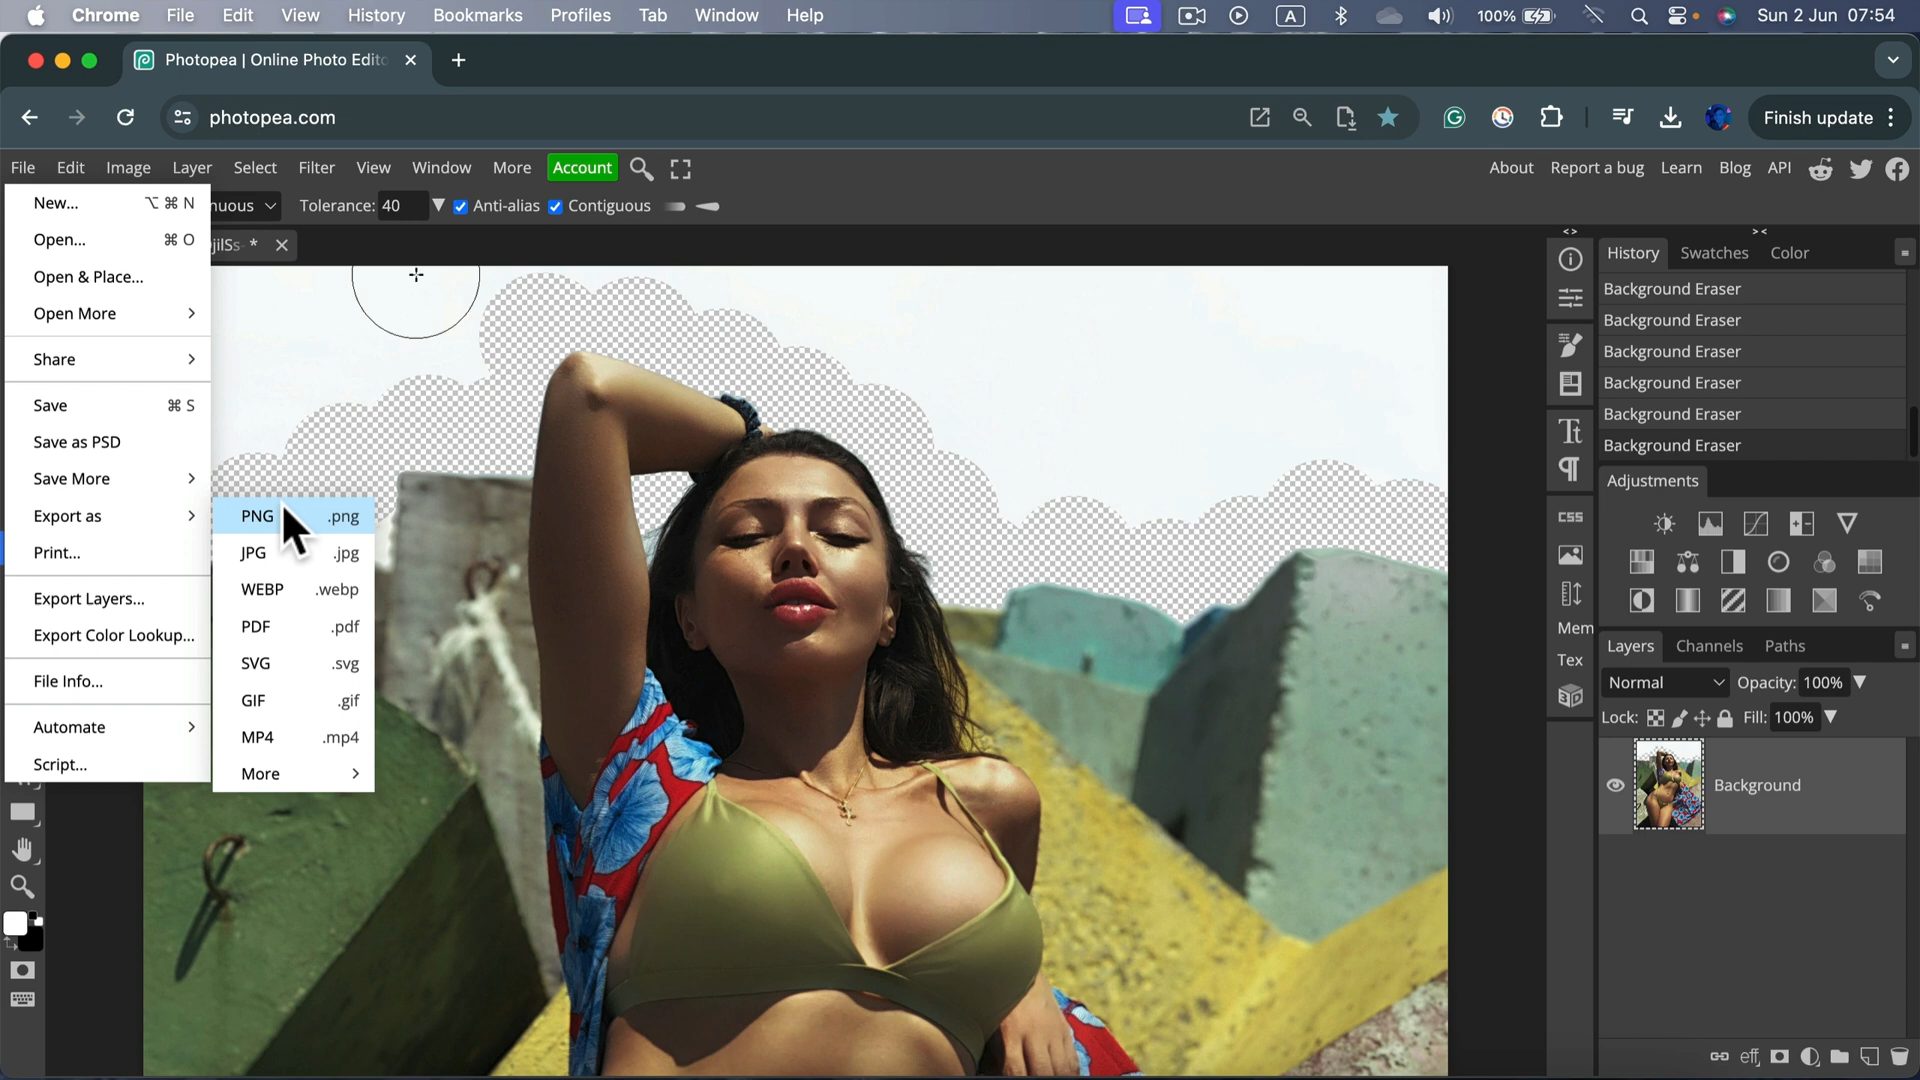 Chrome File Edit View History Bookmarks Profiles Tab Window Help A 100% Sun 2 Jun 07:54
Photopea | Online Photo Edito
photopea.com Finish update
File Edit Image Layer Select Filter View Window More Account About Report a bug Learn Blog API
nuous Tolerance: 40 Anti-alias Contiguous
New... ⌥ ⌘ N
Open... ⌘ O
Open & Place...
Open More
Share
Save ⌘ S
Save as PSD
Save More
Export as
Print...
Export Layers...
Export Color Lookup...
File Info...
Automate
Script...
PNG .png
JPG .jpg
WEBP .webp
PDF .pdf
SVG .svg
GIF .gif
MP4 .mp4
More
CSS
Mem
Tex
3D
History Swatches Color
Background Eraser
Background Eraser
Background Eraser
Background Eraser
Background Eraser
Background Eraser
Adjustments
Layers Channels Paths
Normal Opacity: 100%
Lock: Fill: 100%
Background
eff